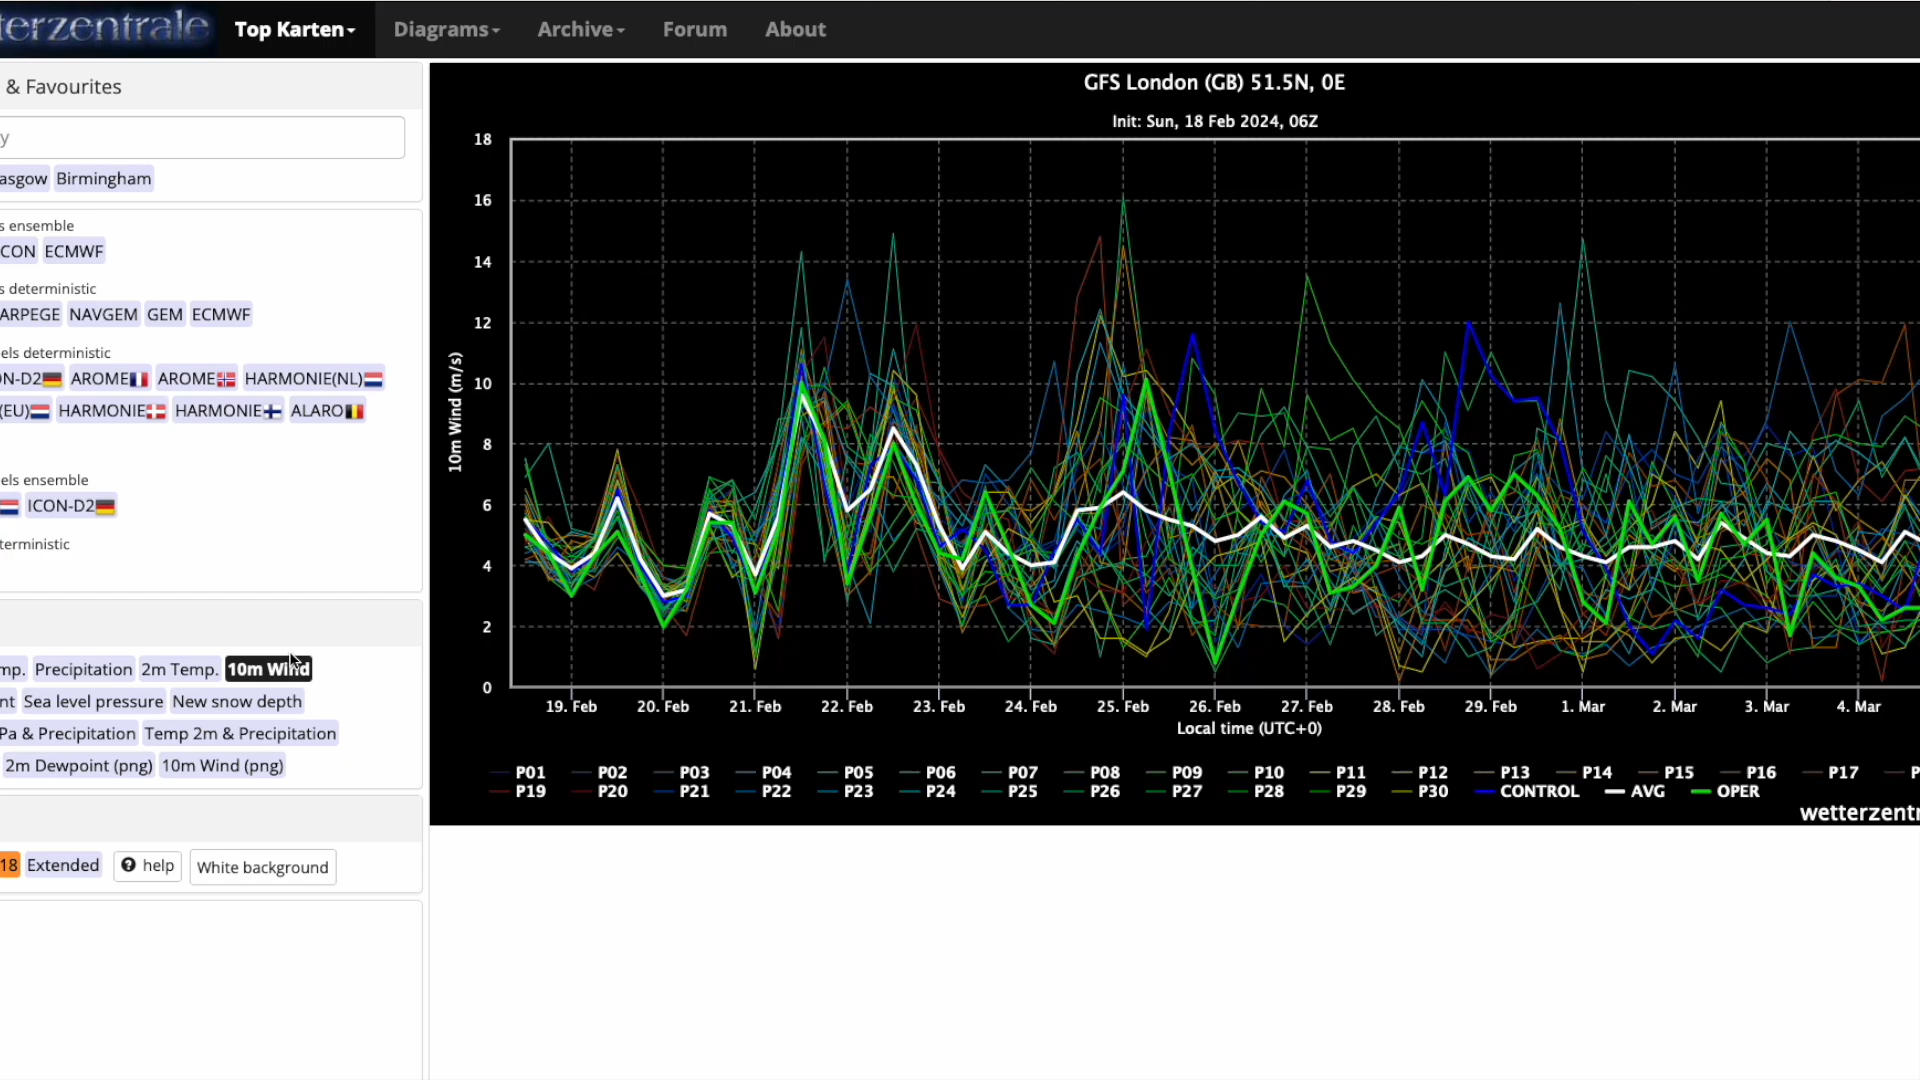 terzentrale Top Karten Diagrams Archive Forum About
& Favourites
y
asgow Birmingham
s ensemble
CON ECMWF
s deterministic
ARPEGE NAVGEM GEM ECMWF
els deterministic
ON-D2 AROME AROME HARMONIE(NL)
(EU) HARMONIE HARMONIE ALARO
els ensemble
ICON-D2
terministic
mp. Precipitation 2m Temp. 10m Wind
nt Sea level pressure New snow depth
Pa & Precipitation Temp 2m & Precipitation
2m Dewpoint (png) 10m Wind (png)
18 Extended help White background
GFS London (GB) 51.5N, 0E
Init: Sun, 18 Feb 2024, 06Z
18
16
14
12
10
8
6
4
2
0
10m Wind (m/s)
19. Feb 20. Feb 21. Feb 22. Feb 23. Feb 24. Feb 25. Feb 26. Feb 27. Feb 28. Feb 29. Feb 1. Mar 2. Mar 3. Mar 4. Mar
Local time (UTC+0)
P01 P02 P03 P04 P05 P06 P07 P08 P09 P10 P11 P12 P13 P14 P15 P16 P17 P
P19 P20 P21 P22 P23 P24 P25 P26 P27 P28 P29 P30 CONTROL AVG OPER
wetterzentr